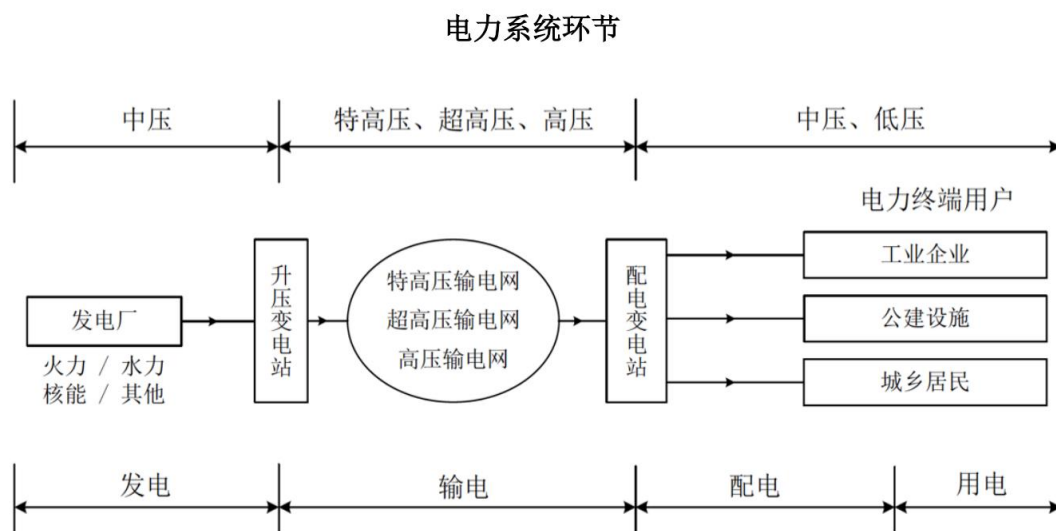 电力系统环节
中压
特高压、超高压、高压
中压、低压
电力终端用户
发电厂
火力 / 水力
核能 / 其他
升压变电站
特高压输电网
超高压输电网
高压输电网
配电变电站
工业企业
公建设施
城乡居民
发电
输电
配电
用电